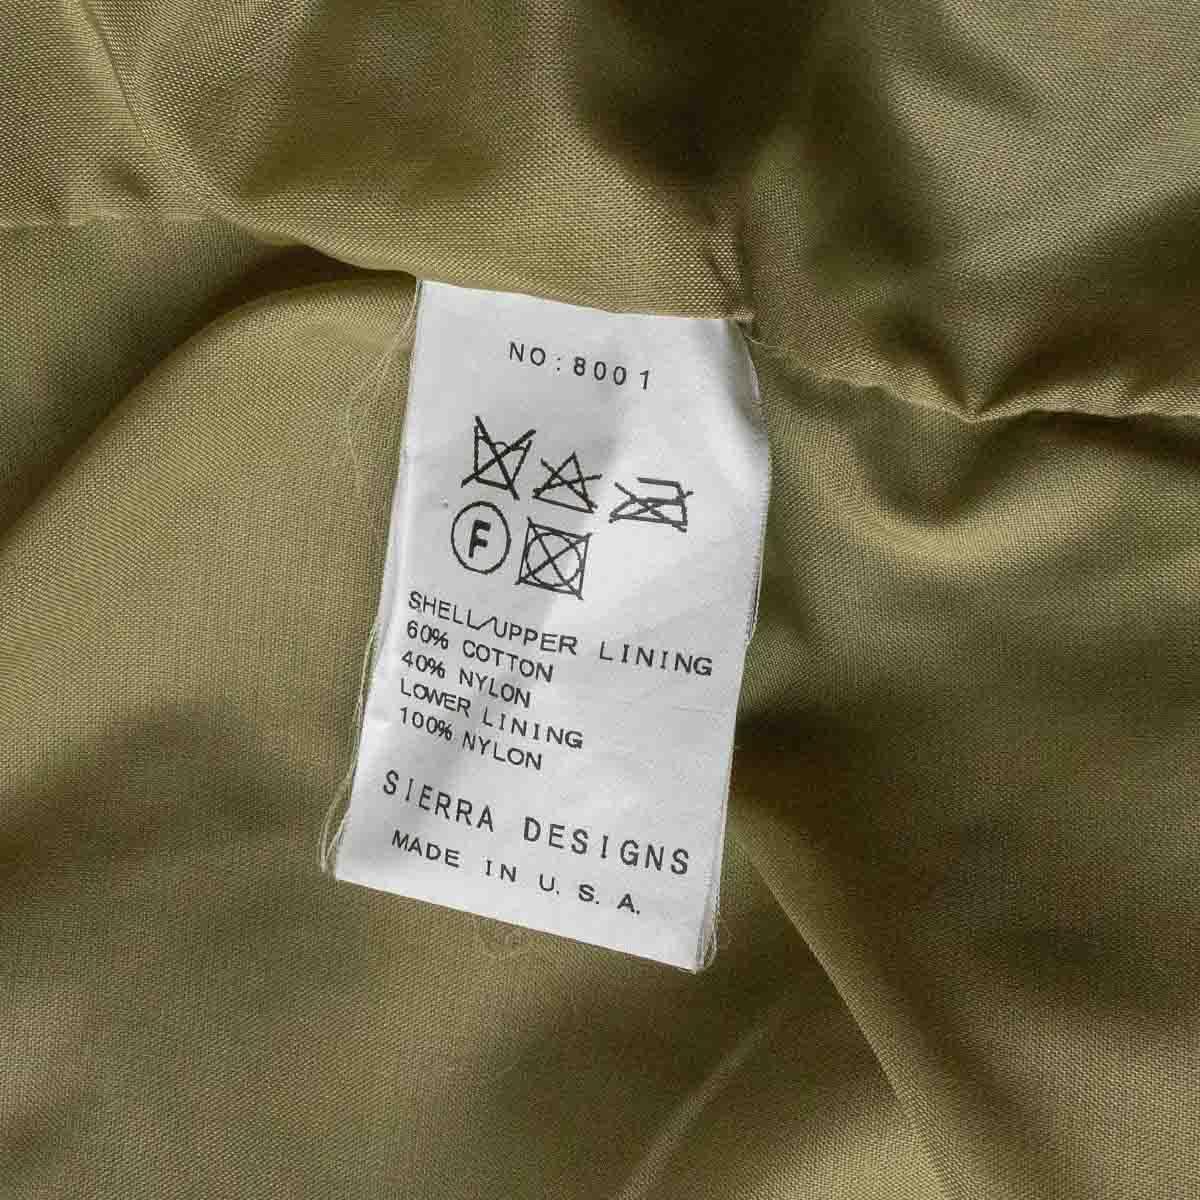 NO:8001
F
SHELL/UPPER LINING
60% COTTON
40% NYLON
LOWER LINING
100% NYLON
SIERRA DESIGNS
MADE IN U.S.A.